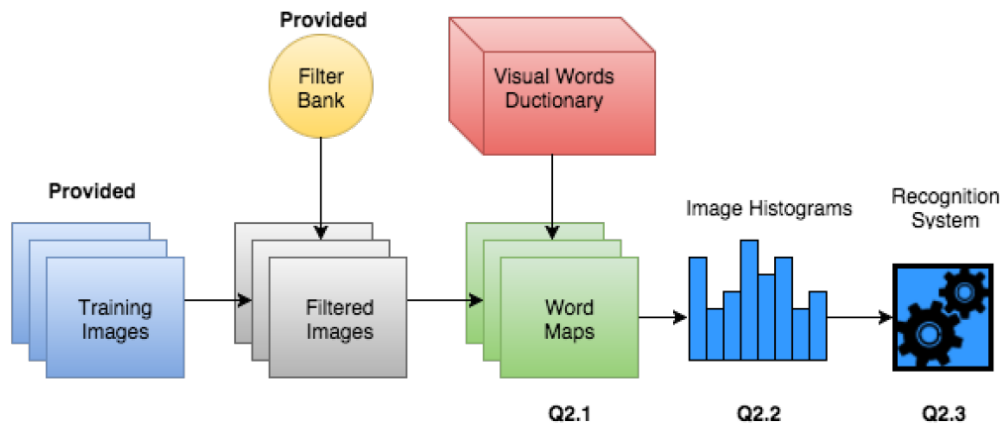 Provided
Filter
Bank
Visual Words
Ductionary
Provided
Training
Images
Filtered
Images
Word
Maps
Image Histograms
Recognition
System
Q2.1
Q2.2
Q2.3